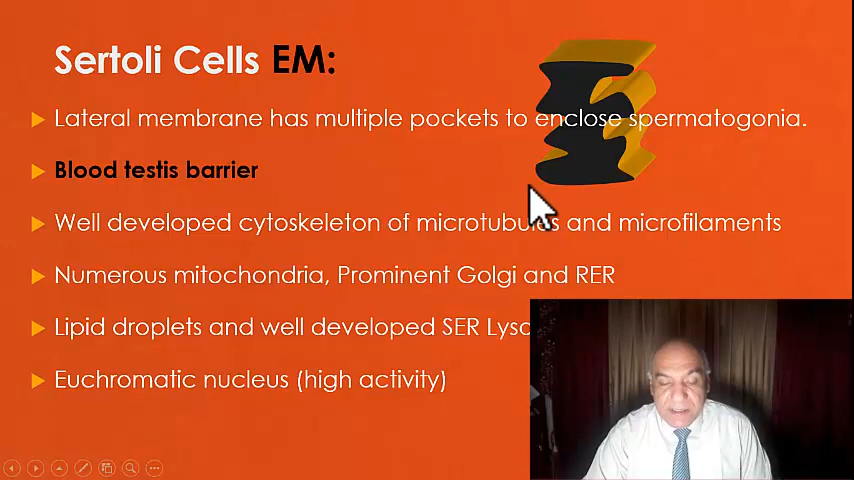 Sertoli Cells EM:
Lateral membrane has multiple pockets to enclose spermatogonia.
Blood testis barrier
Well developed cytoskeleton of microtubules and microfilaments
Numerous mitochondria, Prominent Golgi and RER
Lipid droplets and well developed SER
Euchromatic nucleus (high activity)